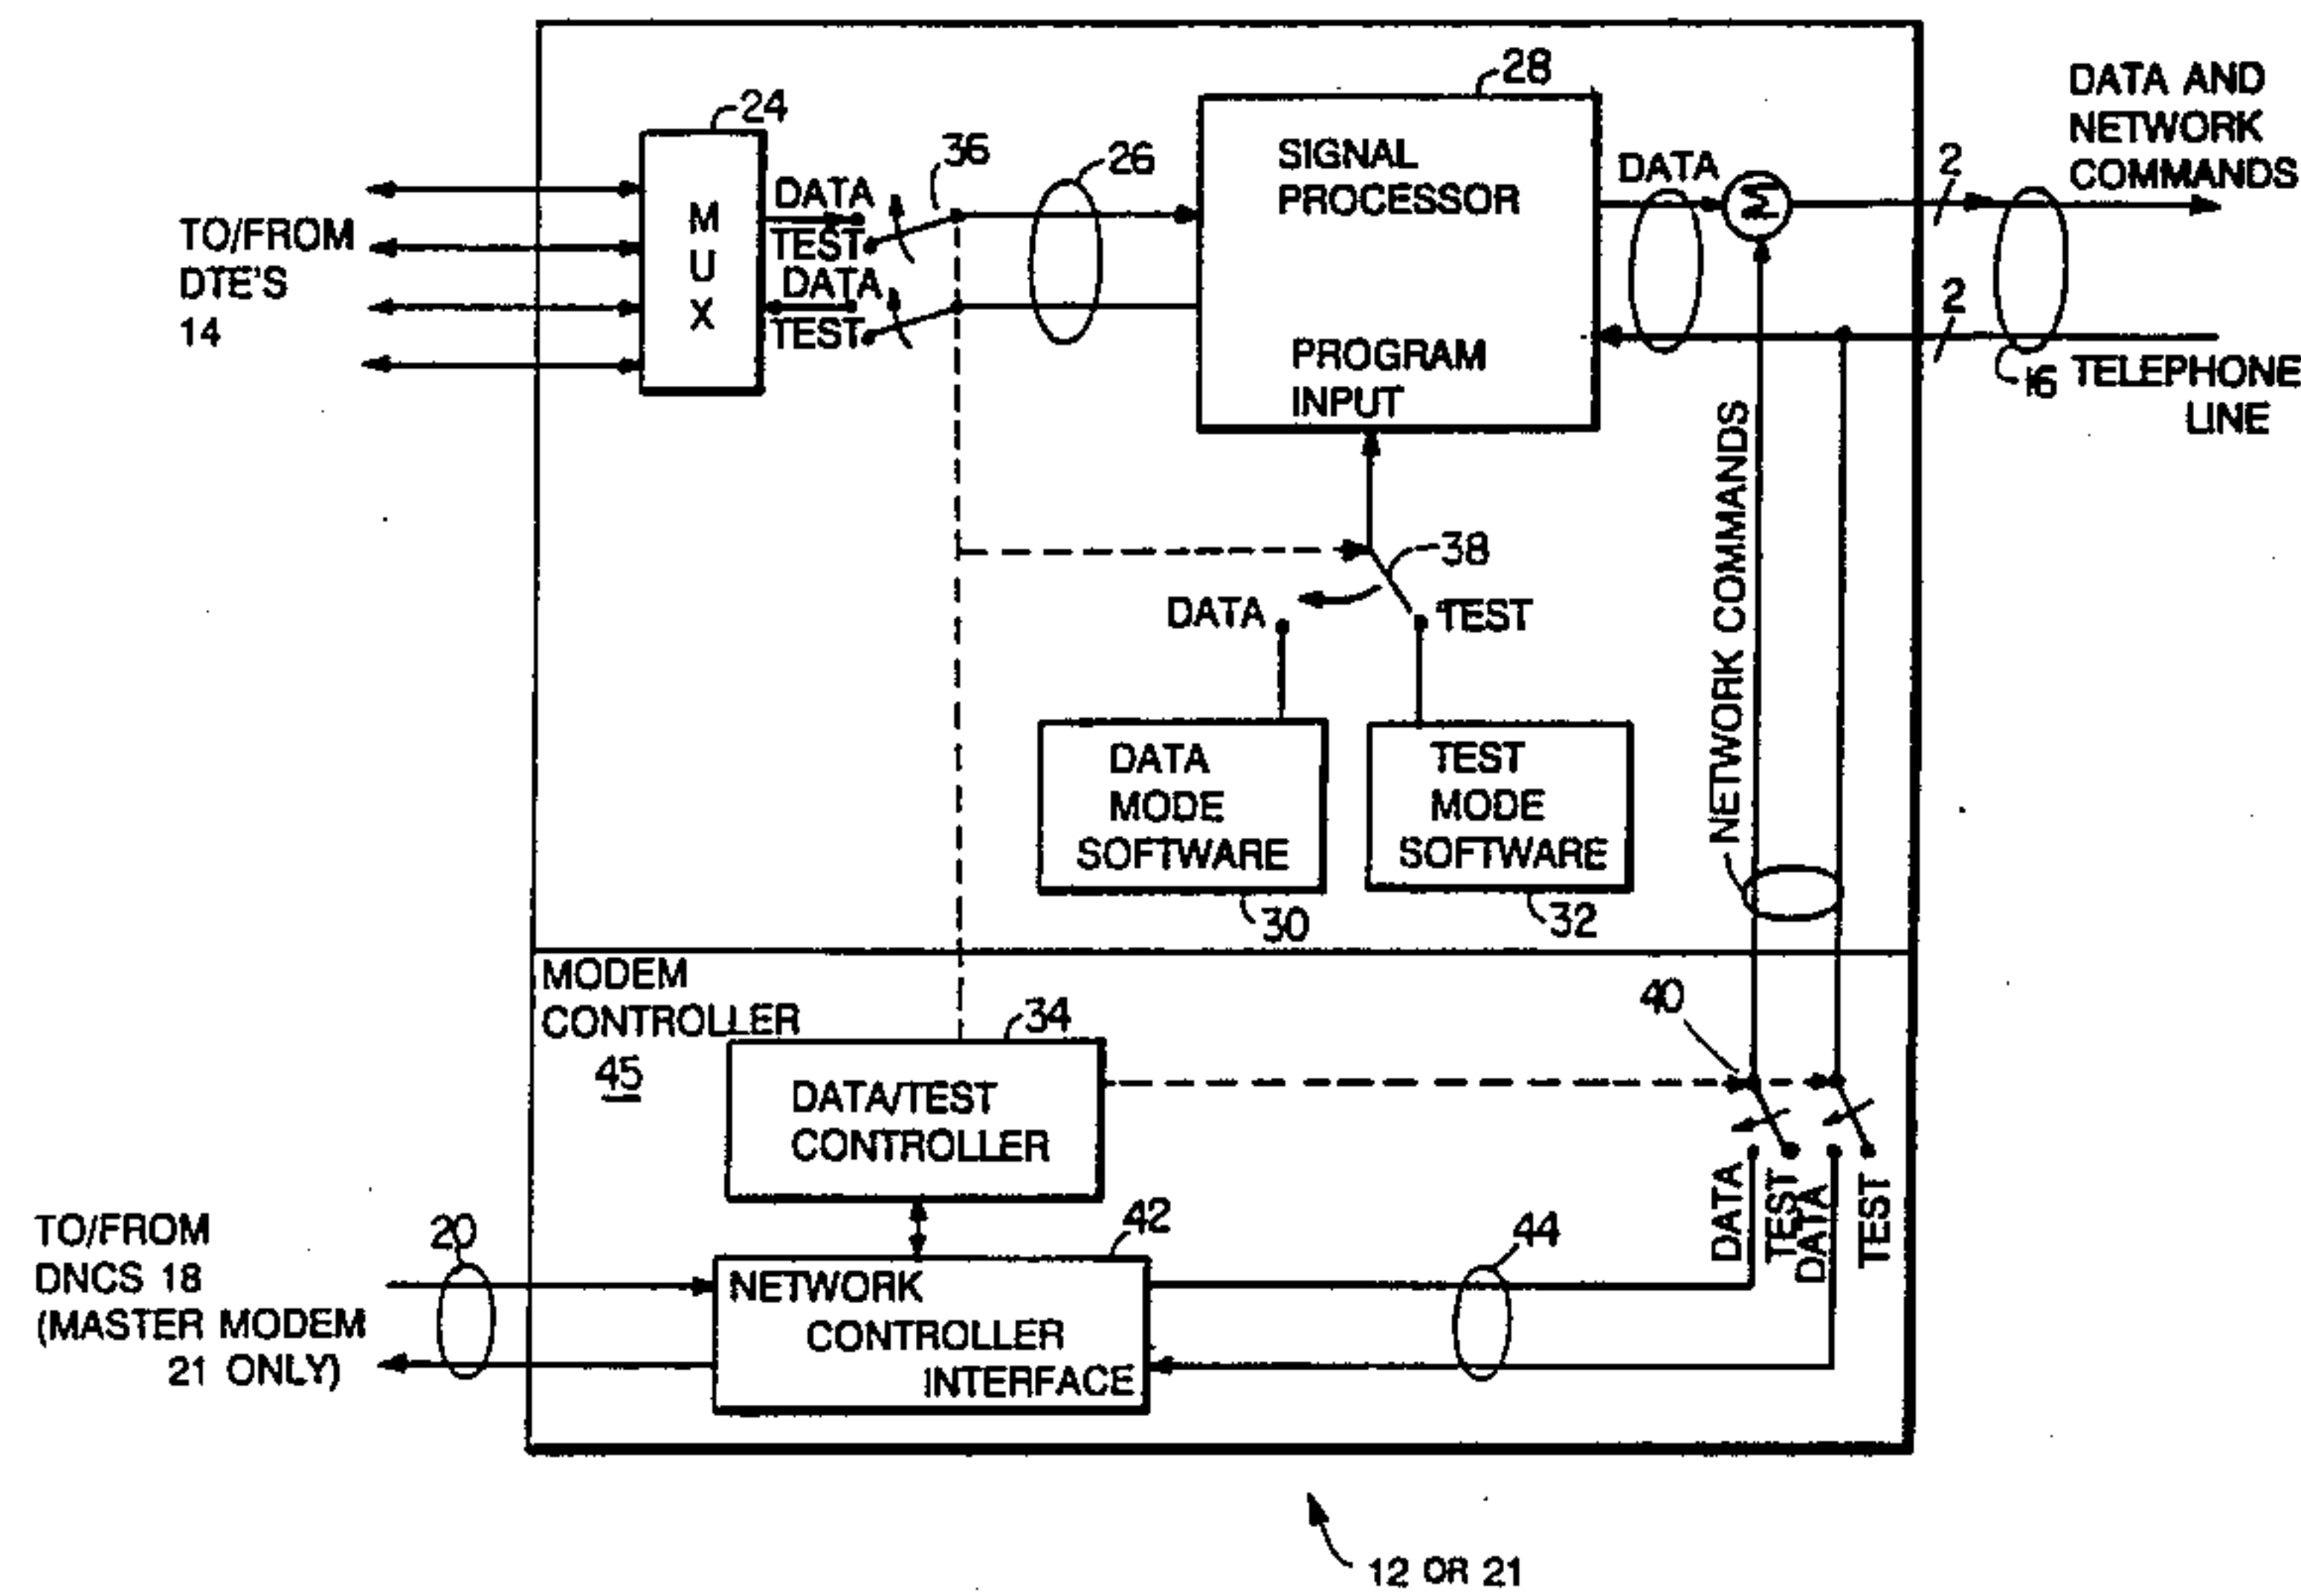 28
DATA AND
NETWORK
COMMANDS
24
36
26
SIGNAL
PROCESSOR
DATA
Σ
2
M
U
X
DATA
TEST
DATA
TEST
TO/FROM
DTE'S
14
2
PROGRAM
INPUT
16
TELEPHONE
LINE
NETWORK COMMANDS
38
DATA
TEST
DATA
MODE
SOFTWARE
TEST
MODE
SOFTWARE
30
32
MODEM
CONTROLLER
45
34
40
DATA/TEST
CONTROLLER
DATA
TEST
DATA
TEST
TO/FROM
DNCS 18
(MASTER MODEM
21 ONLY)
20
42
44
NETWORK
CONTROLLER
INTERFACE
12 OR 21